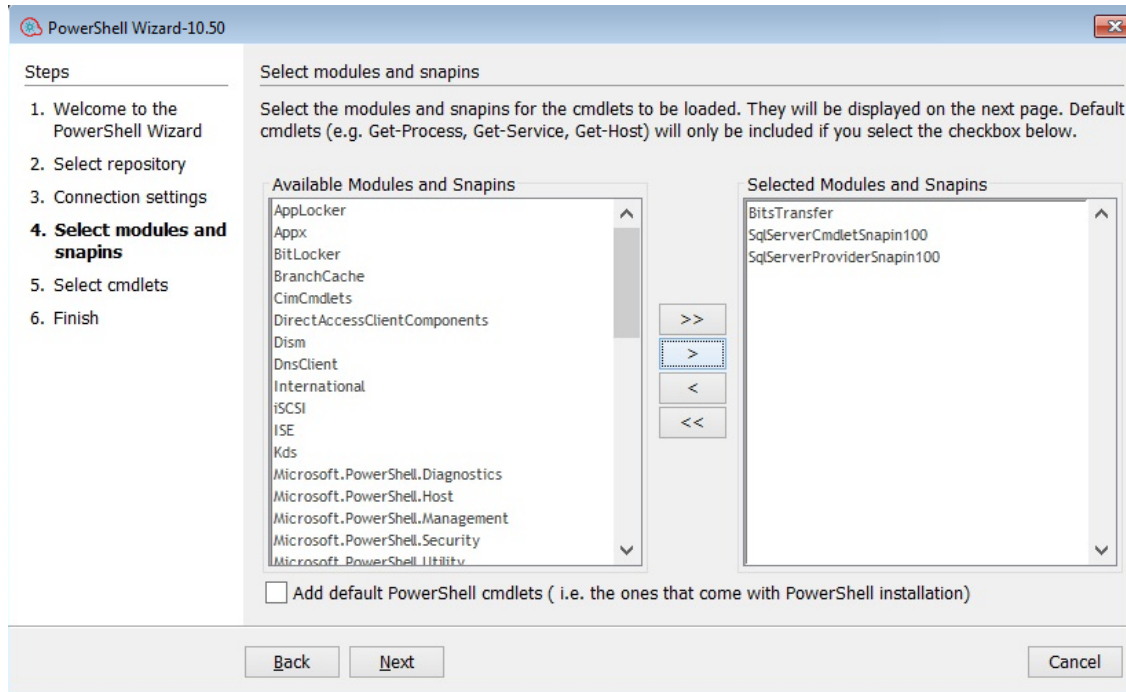 PowerShell Wizard-10.50
Steps
1. Welcome to the
PowerShell Wizard
2. Select repository
3. Connection settings
4. Select modules and
snapins
5. Select cmdlets
6. Finish
Select modules and snapins
Select the modules and snapins for the cmdlets to be loaded. They will be displayed on the next page. Default
cmdlets (e.g. Get-Process, Get-Service, Get-Host) will only be included if you select the checkbox below.
Available Modules and Snapins
AppLocker
Appx
BitLocker
BranchCache
CimCmdlets
DirectAccessClientComponents
Dism
DnsClient
International
iSCSI
ISE
Kds
Microsoft.PowerShell.Diagnostics
Microsoft.PowerShell.Host
Microsoft.PowerShell.Management
Microsoft.PowerShell.Security
Microsoft.PowerShell.Utility
>>
>
<
<<
Selected Modules and Snapins
BitsTransfer
SqlServerCmdletSnapin100
SqlServerProviderSnapin100
Add default PowerShell cmdlets ( i.e. the ones that come with PowerShell installation)
Back
Next
Cancel